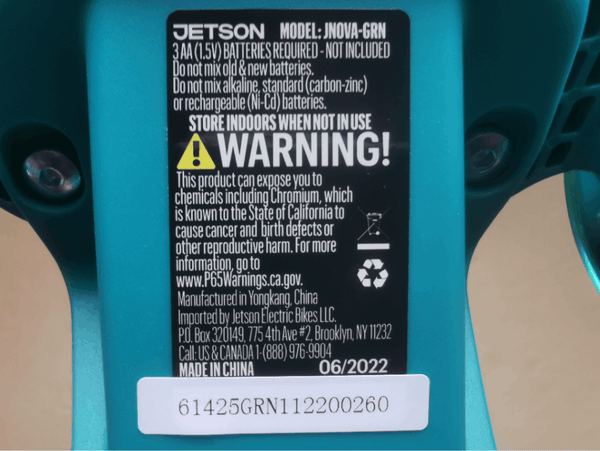 JETSON MODEL: JNOVA-GRN
3 AA (1.5V) BATTERIES REQUIRED - NOT INCLUDED
Do not mix old & new batteries.
Do not mix alkaline, standard (carbon-zinc)
or rechargeable (Ni-Cd) batteries.
STORE INDOORS WHEN NOT IN USE
WARNING!
This product can expose you to
chemicals including Chromium, which
is known to the State of California to
cause cancer and birth defects or
other reproductive harm. For more
information, go to
www.P65Warnings.ca.gov.
Manufactured in Yongkang, China
Imported by Jetson Electric Bikes LLC.
P.O. Box 320149, 775 4th Ave #2, Brooklyn, NY 11232
Call: US & CANADA 1-(888) 976-9904
MADE IN CHINA 06/2022
61425GRN112200260